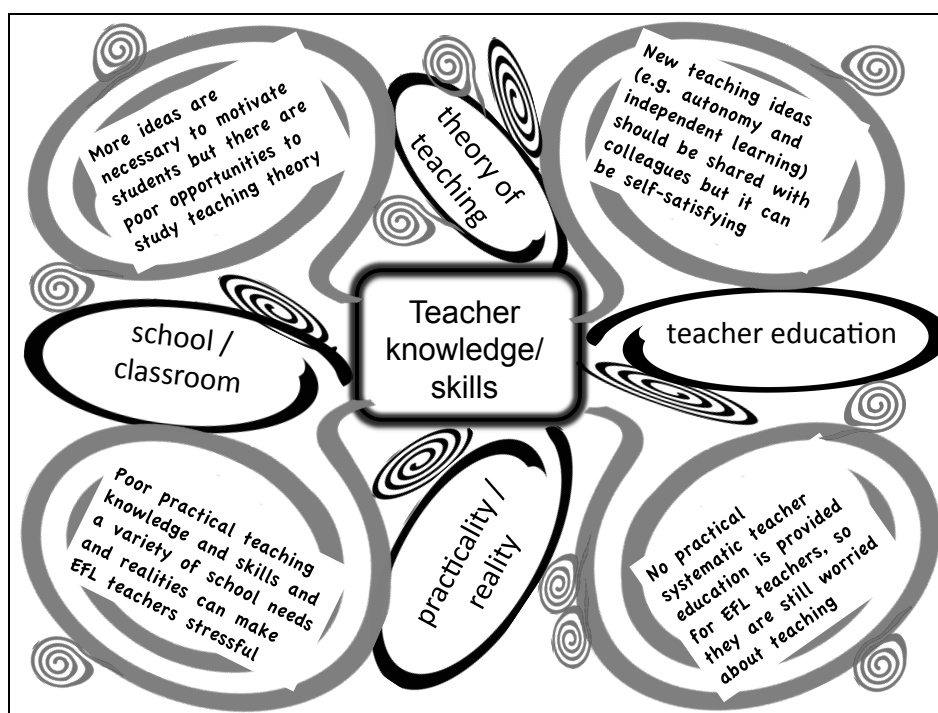 More ideas are
necessary to motivate
students but there are
poor opportunities to
study teaching theory
theory of
teaching
New teaching ideas
(e.g. autonomy and
independent learning)
should be shared with
colleagues but it can
be self-satisfying
school /
classroom
Teacher
knowledge/
skills
teacher education
Poor practical teaching
knowledge and skills and
a variety of school needs
and realities can make
EFL teachers stressful
practicality /
reality
No practical
systematic teacher
education is provided
for EFL teachers, so
they are still worried
about teaching